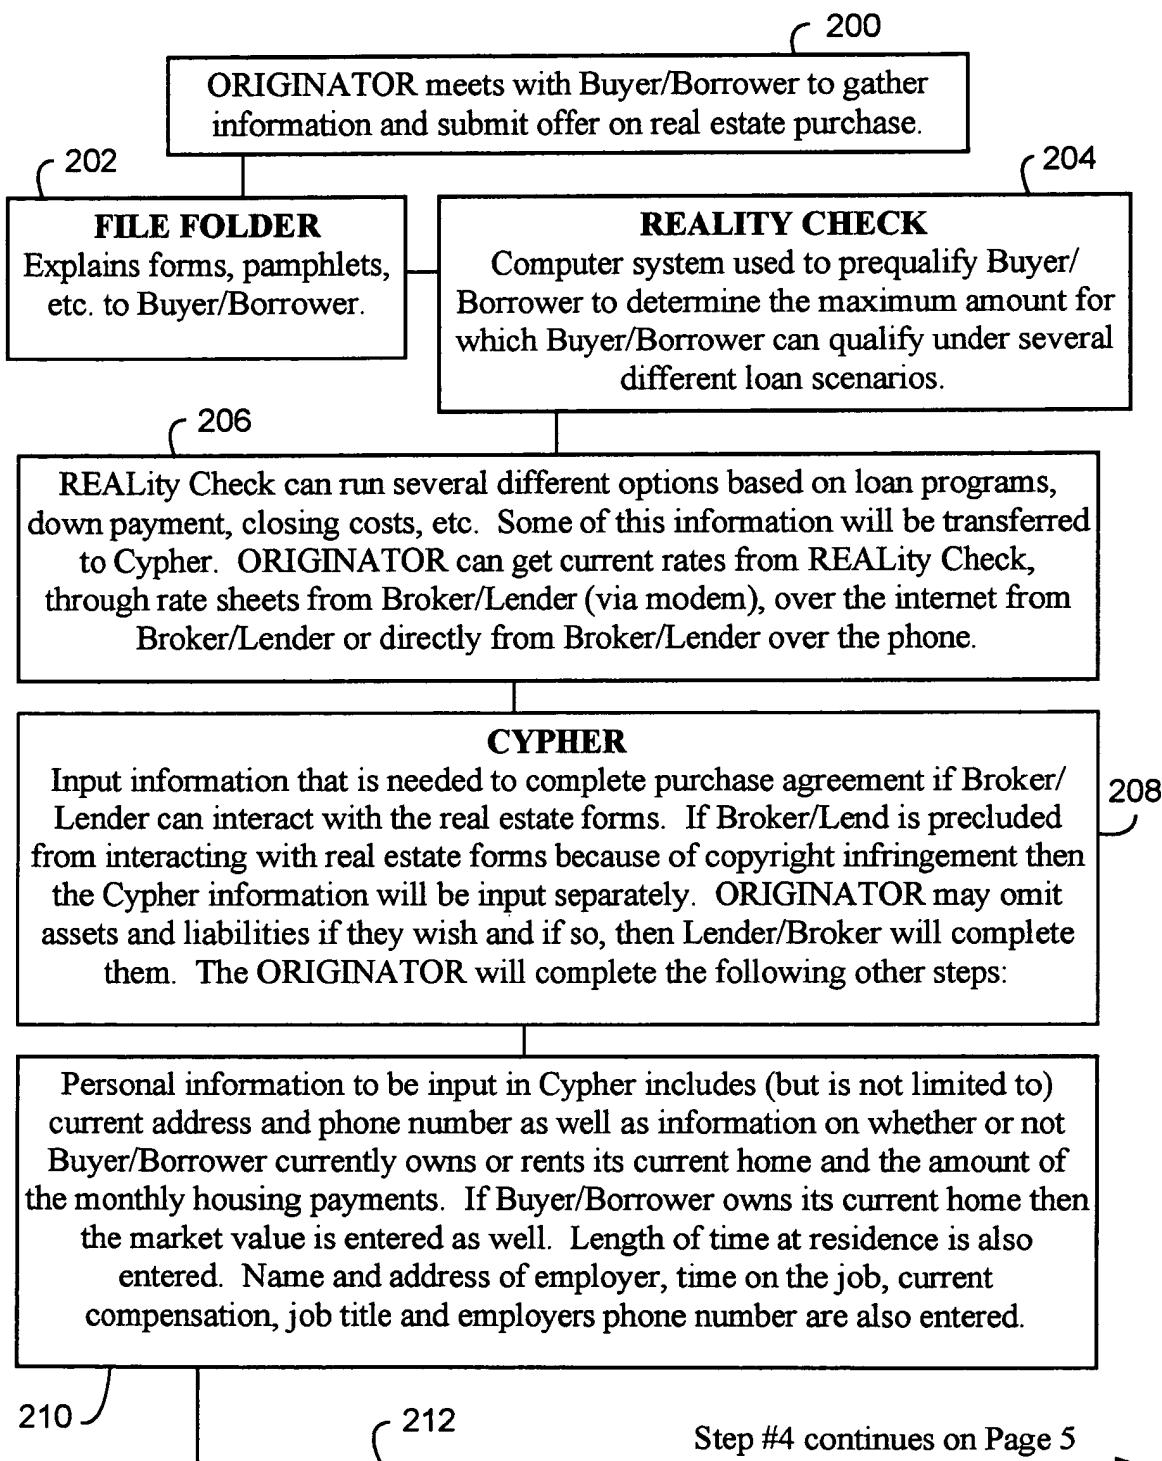 200
ORIGINATOR meets with Buyer/Borrower to gather
information and submit offer on real estate purchase.
202
FILE FOLDER
Explains forms, pamphlets,
etc. to Buyer/Borrower.
204
REALITY CHECK
Computer system used to prequalify Buyer/
Borrower to determine the maximum amount for
which Buyer/Borrower can qualify under several
different loan scenarios.
206
REALity Check can run several different options based on loan programs,
down payment, closing costs, etc.  Some of this information will be transferred
to Cypher.  ORIGINATOR can get current rates from REALity Check,
through rate sheets from Broker/Lender (via modem), over the internet from
Broker/Lender or directly from Broker/Lender over the phone.
CYPHER
Input information that is needed to complete purchase agreement if Broker/
Lender can interact with the real estate forms.  If Broker/Lend is precluded
from interacting with real estate forms because of copyright infringement then
the Cypher information will be input separately.  ORIGINATOR may omit
assets and liabilities if they wish and if so, then Lender/Broker will complete
them.  The ORIGINATOR will complete the following other steps:
208
Personal information to be input in Cypher includes (but is not limited to)
current address and phone number as well as information on whether or not
Buyer/Borrower currently owns or rents its current home and the amount of
the monthly housing payments.  If Buyer/Borrower owns its current home then
the market value is entered as well.  Length of time at residence is also
entered.  Name and address of employer, time on the job, current
compensation, job title and employers phone number are also entered.
210
212
Step #4 continues on Page 5